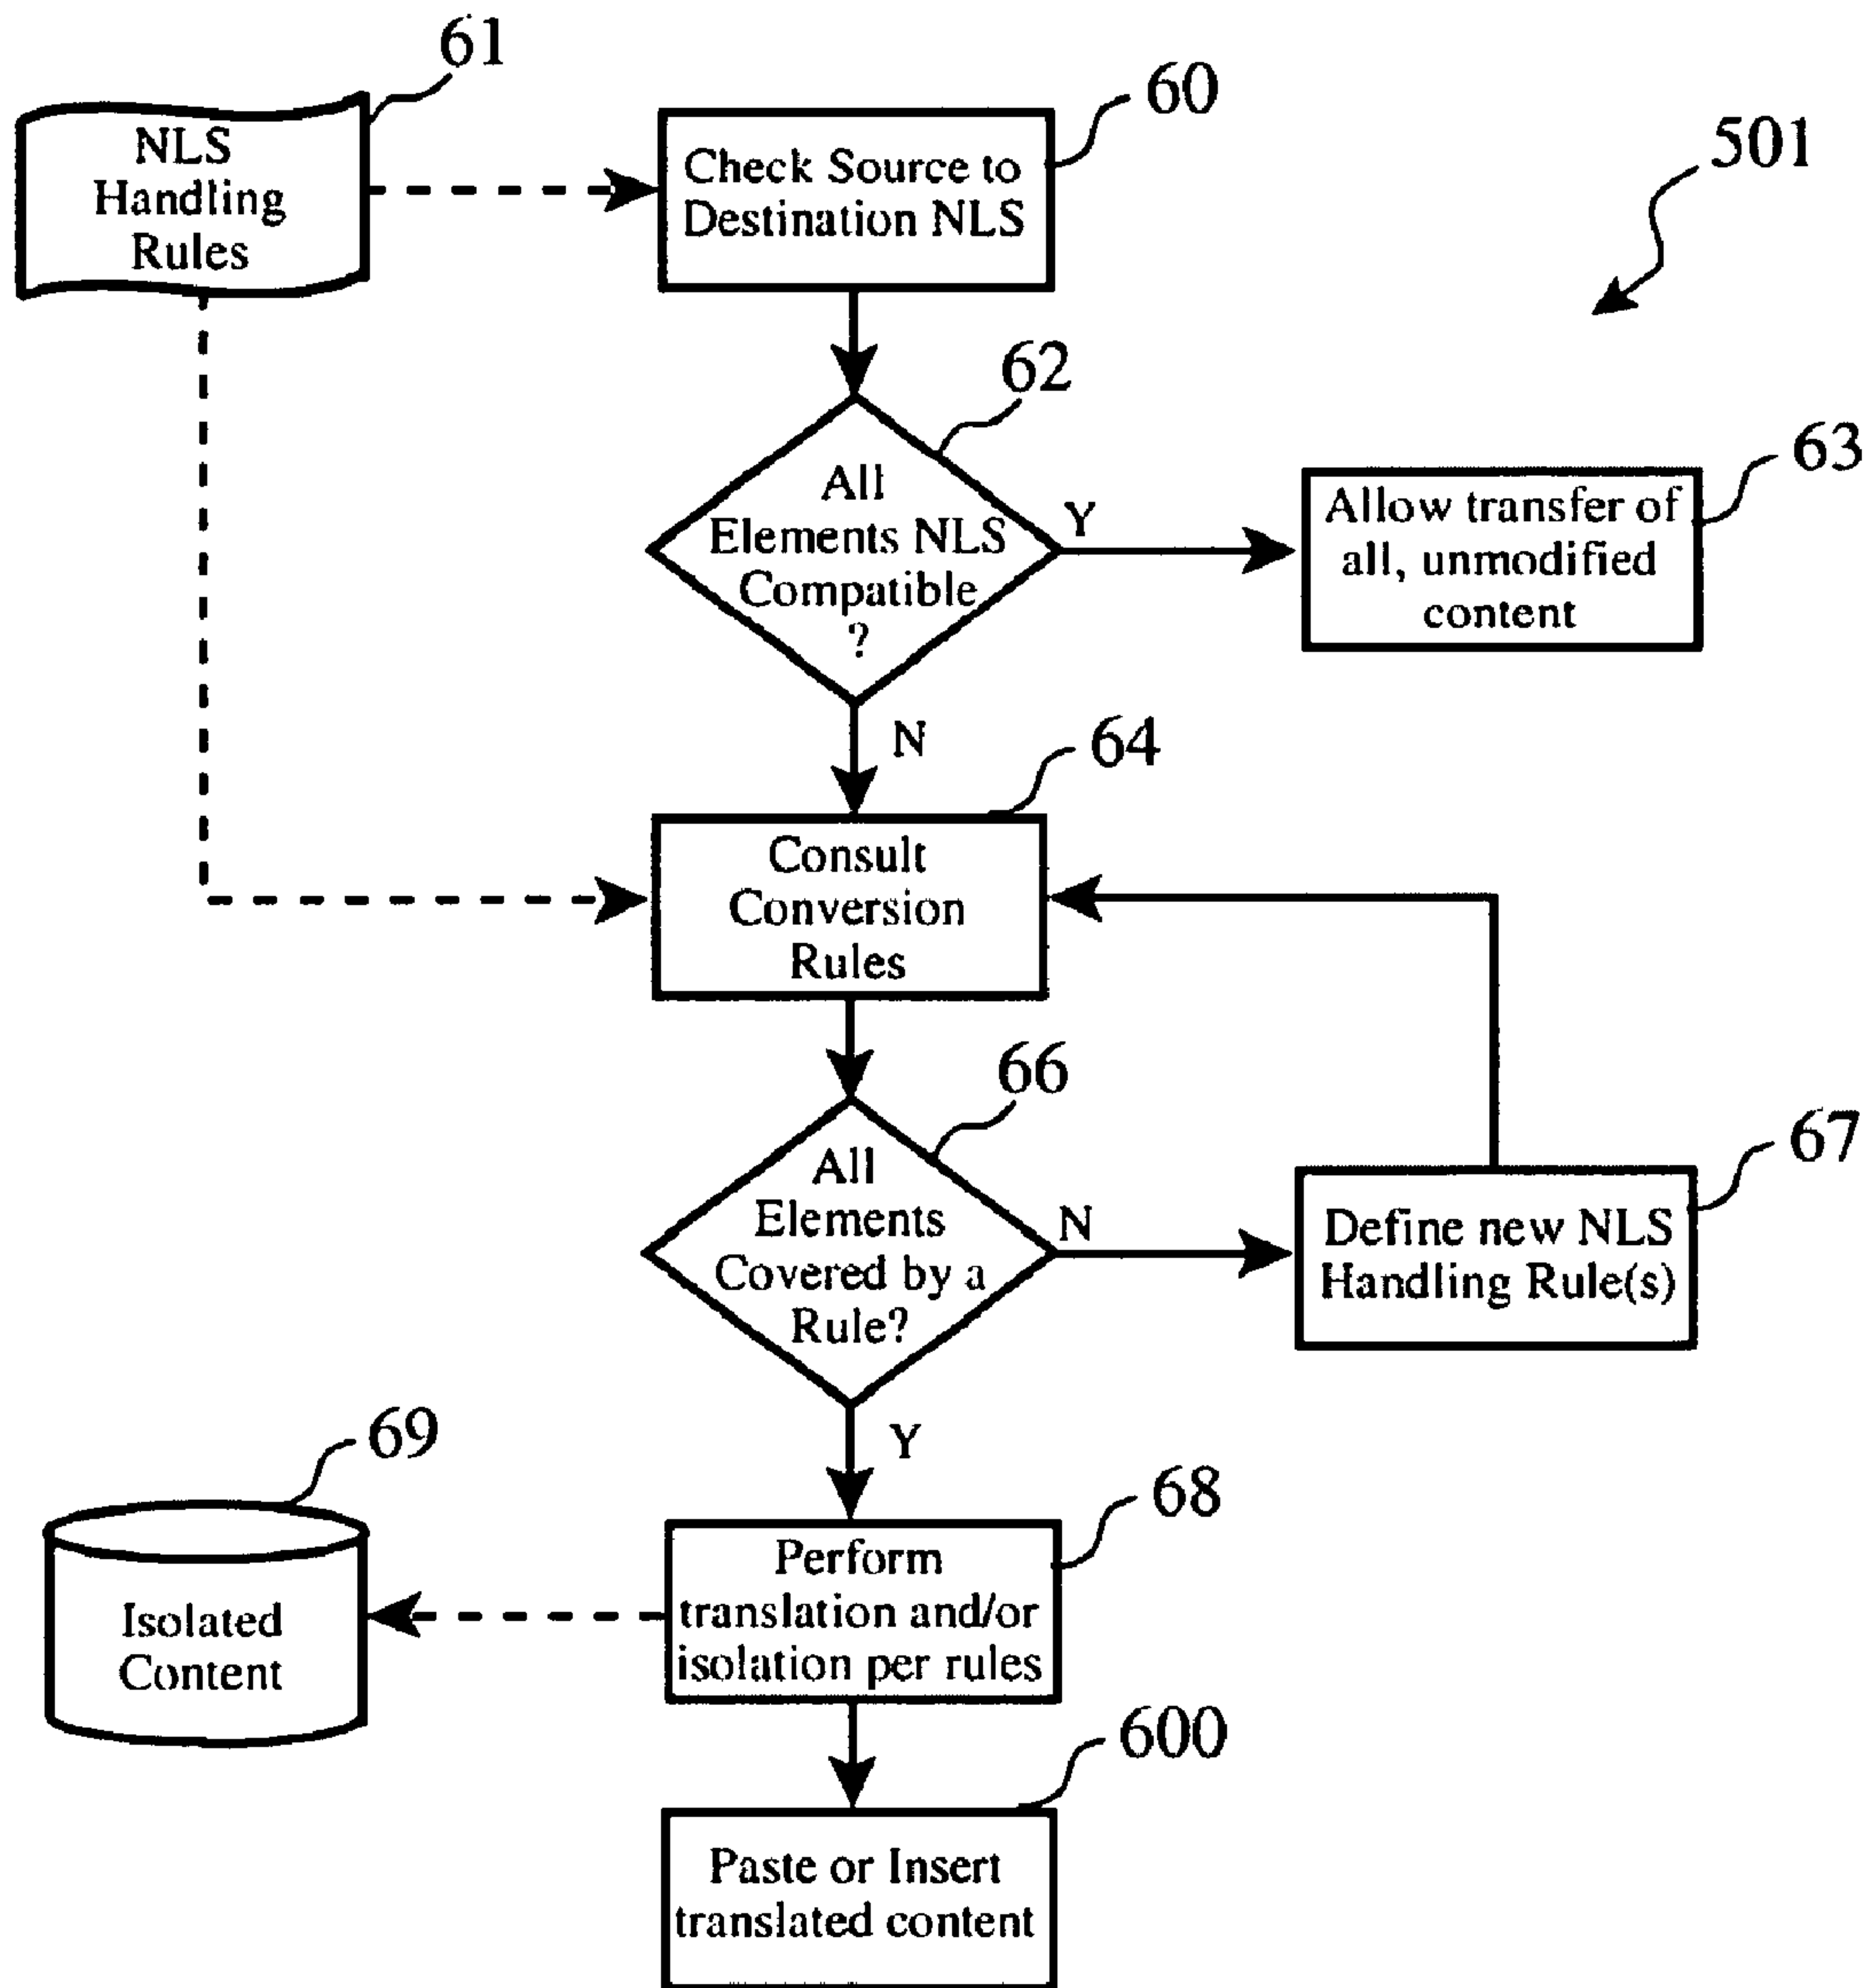 61
NLS
Handling
Rules
60
Check Source to
Destination NLS
501
62
All
Elements NLS
Compatible
?
Y
63
Allow transfer of
all, unmodified
content
N
64
Consult
Conversion
Rules
66
All
Elements
Covered by a
Rule?
N
67
Define new NLS
Handling Rule(s)
Y
69
Isolated
Content
68
Perform
translation and/or
isolation per rules
600
Paste or Insert
translated content